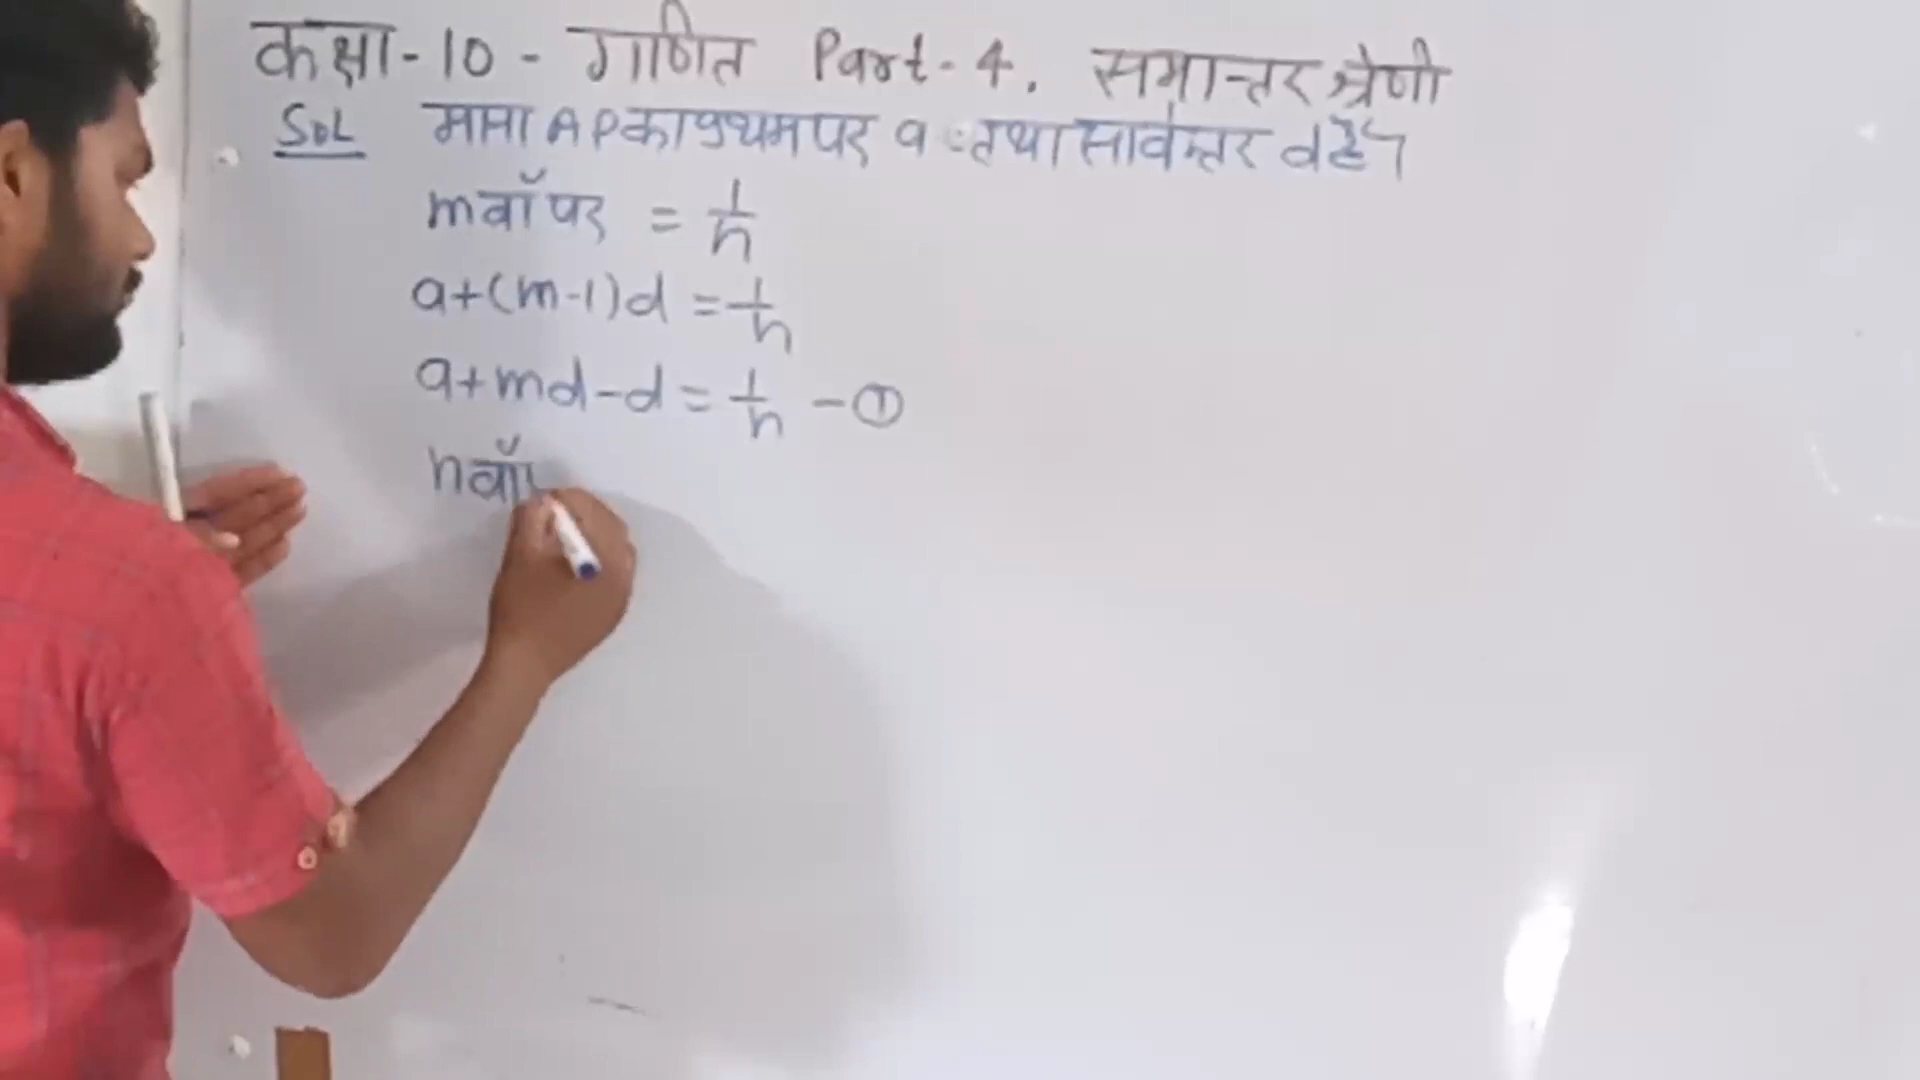 कक्षा-10 - गणित Part-4. समान्तर श्रेणी
Sol माना AP का प्रथम पद a तथा सार्वन्तर d है।
mवाँ पद = 1/n
a+(m-1)d = 1/n
a+md-d = 1/n - ①
nवाँ